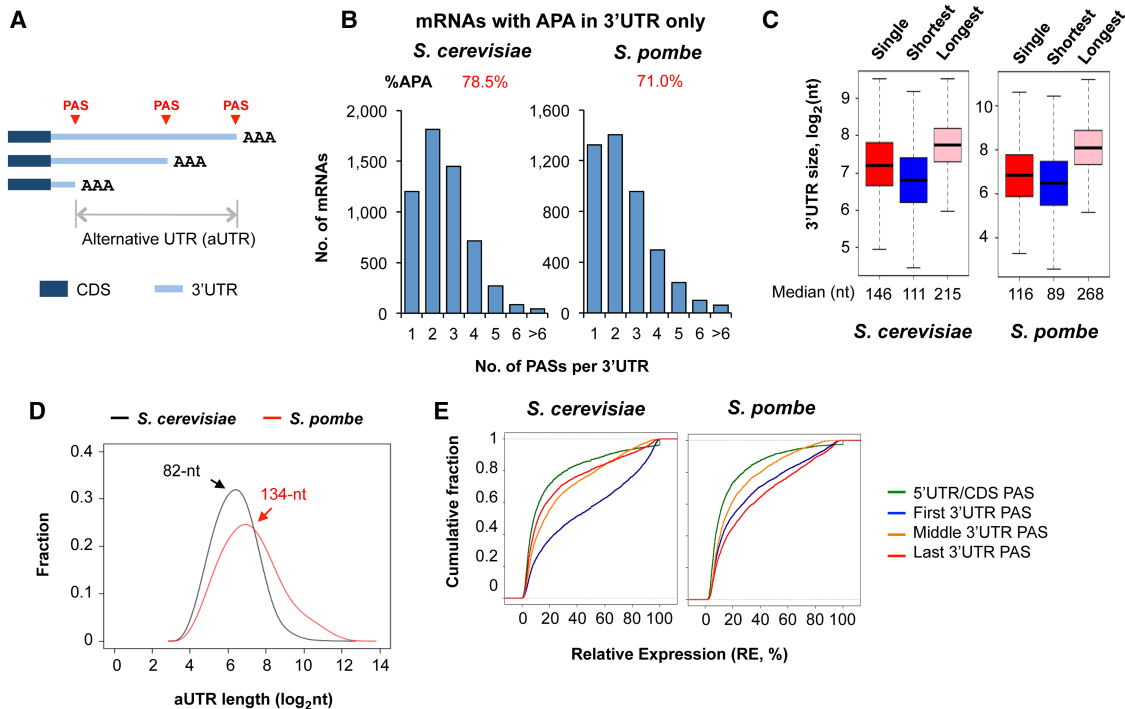 A
PAS PAS PAS
AAA
AAA
AAA
Alternative UTR (aUTR)
CDS 3'UTR
B
mRNAs with APA in 3'UTR only
S. cerevisiae S. pombe
%APA 78.5% 71.0%
No. of mRNAs
2,000
1,500
1,000
500
0
1,600
1,200
800
400
0
1 2 3 4 5 6 >6
1 2 3 4 5 6 >6
No. of PASs per 3'UTR
C
Single Shortest Longest
Single Shortest Longest
3'UTR size, log2(nt)
9
8
7
6
5
10
8
6
4
Median (nt) 146 111 215 116 89 268
S. cerevisiae S. pombe
D
S. cerevisiae S. pombe
82-nt
134-nt
Fraction
0.4
0.3
0.2
0.1
0
0 2 4 6 8 10 12 14
aUTR length (log2nt)
E
S. cerevisiae S. pombe
Cumulative fraction
1
0.8
0.6
0.4
0.2
0
0 20 40 60 80 100
0 20 40 60 80 100
Relative Expression (RE, %)
5'UTR/CDS PAS
First 3'UTR PAS
Middle 3'UTR PAS
Last 3'UTR PAS